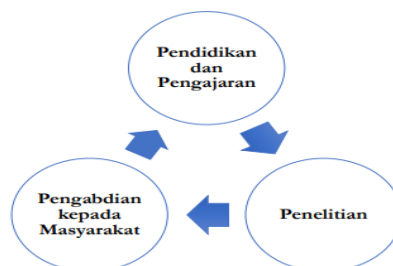 Pendidikan
dan
Pengajaran
Pengabdian
kepada
Masyarakat
Penelitian